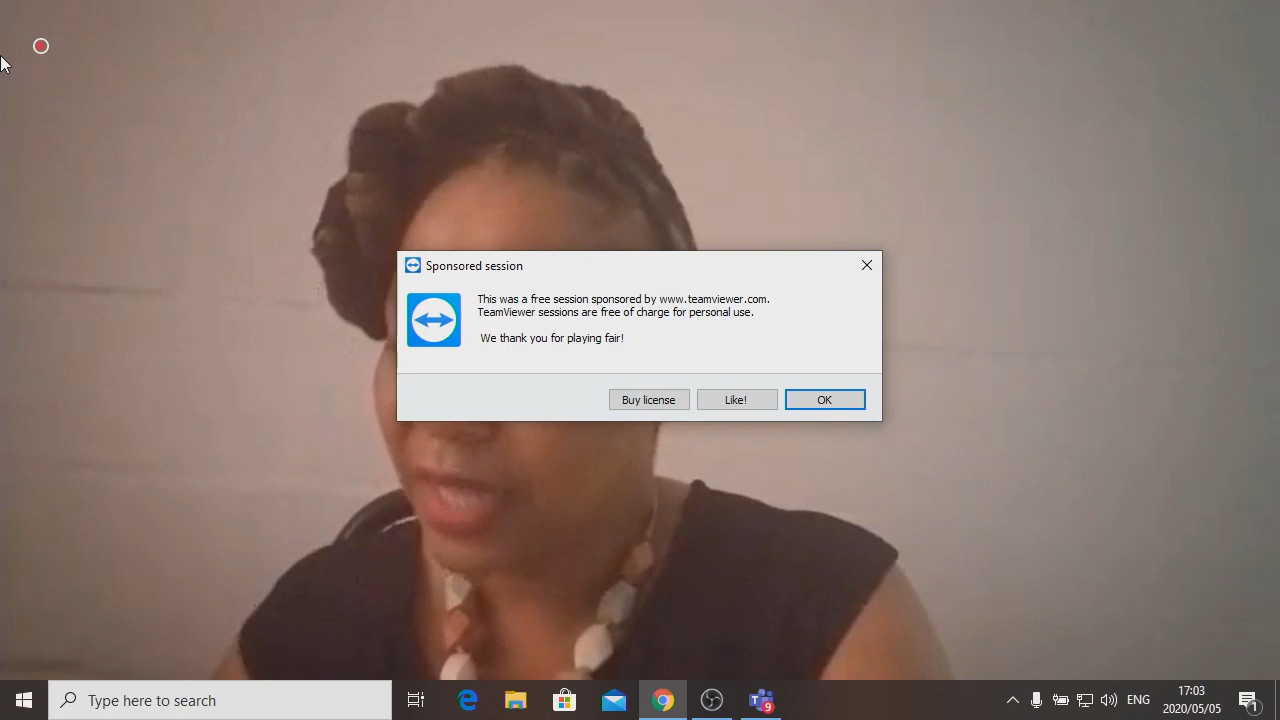 Sponsored session
This was a free session sponsored by www.teamviewer.com.
TeamViewer sessions are free of charge for personal use.
We thank you for playing fair!
Buy license
Like!
OK
Type here to search
9
ENG
17:03
2020/05/05
1